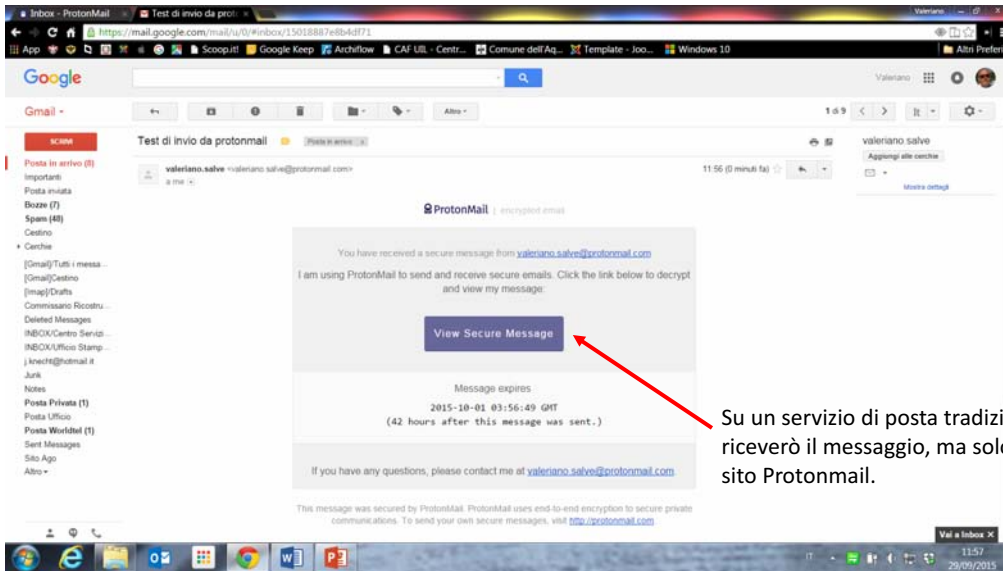 Inbox - ProtonMail
Test di invio da proto
Valeriano
https://mail.google.com/mail/u/0/#inbox/15018887e8b4df71
App
Scoop.it!
Google Keep
Archiflow
CAF UIL - Centr...
Comune dell'Aq...
Template - Joo...
Windows 10
Altri Prefer
Google
Valeriano
Gmail
Altro
1 di 9
It
SCRIVI
Test di invio da protonmail
Posta in arrivo x
valeriano.salve
Aggiungi alle cerchie
Mostra dettagli
Posta in arrivo (8)
Importanti
Posta inviata
Bozze (7)
Spam (48)
Cestino
Cerchie
[Gmail]/Tutti i messa...
[Gmail]/Cestino
[Imap]/Drafts
Commissario Ricostru...
Deleted Messages
INBOX/Centro Servizi...
INBOX/Ufficio Stamp...
j.knecht@hotmail.it
Junk
Notes
Posta Privata (1)
Posta Ufficio
Posta Worldtel (1)
Sent Messages
Sito Ago
Altro
valeriano.salve <valeriano.salve@protonmail.com>
11:56 (0 minuti fa)
a me
ProtonMail | encrypted email
You have received a secure message from valeriano.salve@protonmail.com
I am using ProtonMail to send and receive secure emails. Click the link below to decrypt
and view my message:
View Secure Message
Message expires
2015-10-01 03:56:49 GMT
(42 hours after this message was sent.)
If you have any questions, please contact me at valeriano.salve@protonmail.com.
This message was secured by ProtonMail. ProtonMail uses end-to-end encryption to secure private
communications. To send your own secure messages, visit http://protonmail.com
Su un servizio di posta tradizi
riceverò il messaggio, ma solo
sito Protonmail.
Vai a Inbox X
IT
11:57
29/09/2015